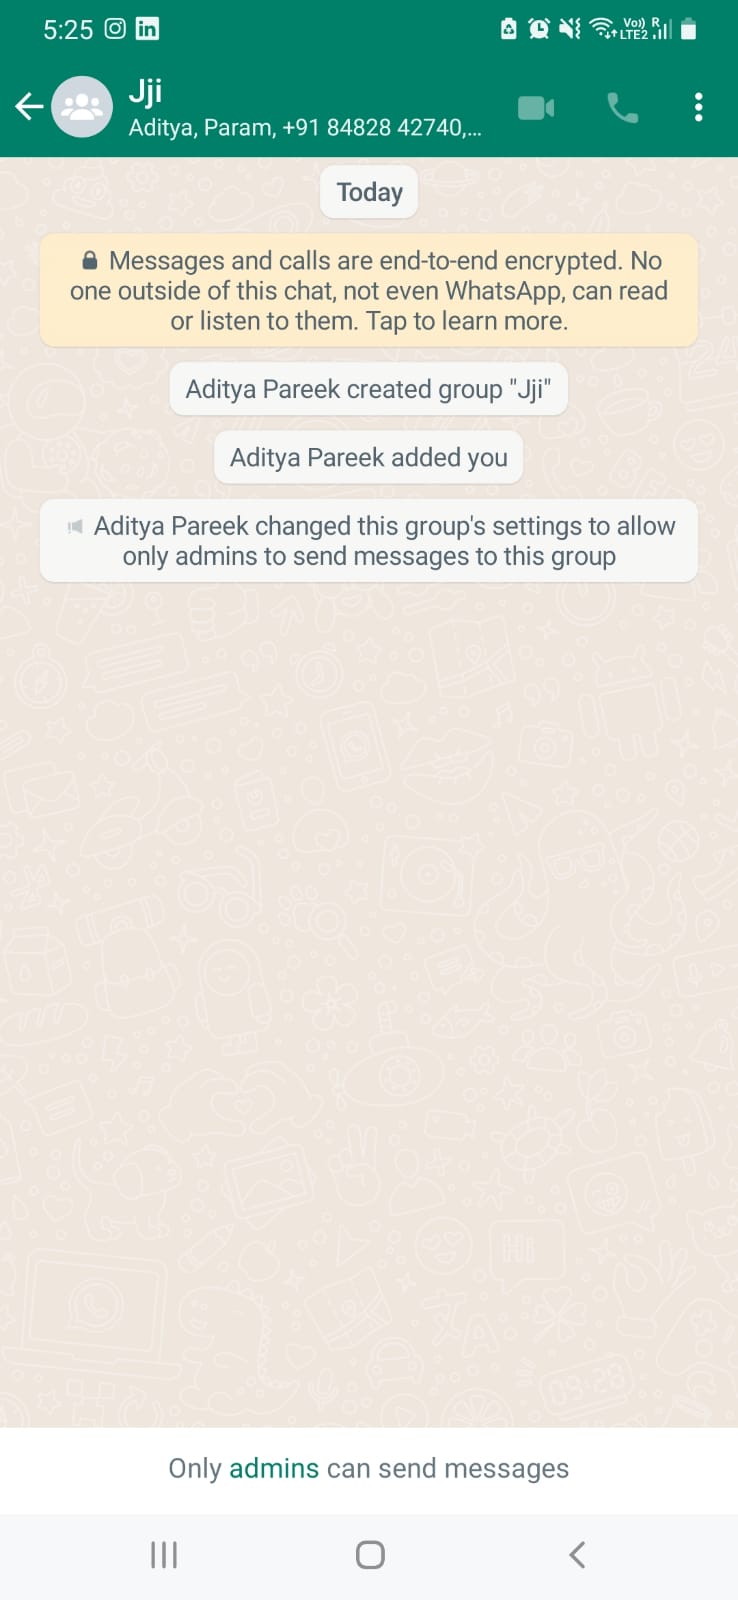 5:25
Vo)) R
LTE2
Jji
Aditya, Param, +91 84828 42740,...
Today
Messages and calls are end-to-end encrypted. No
one outside of this chat, not even WhatsApp, can read
or listen to them. Tap to learn more.
Aditya Pareek created group "Jji"
Aditya Pareek added you
Aditya Pareek changed this group's settings to allow
only admins to send messages to this group
Only admins can send messages